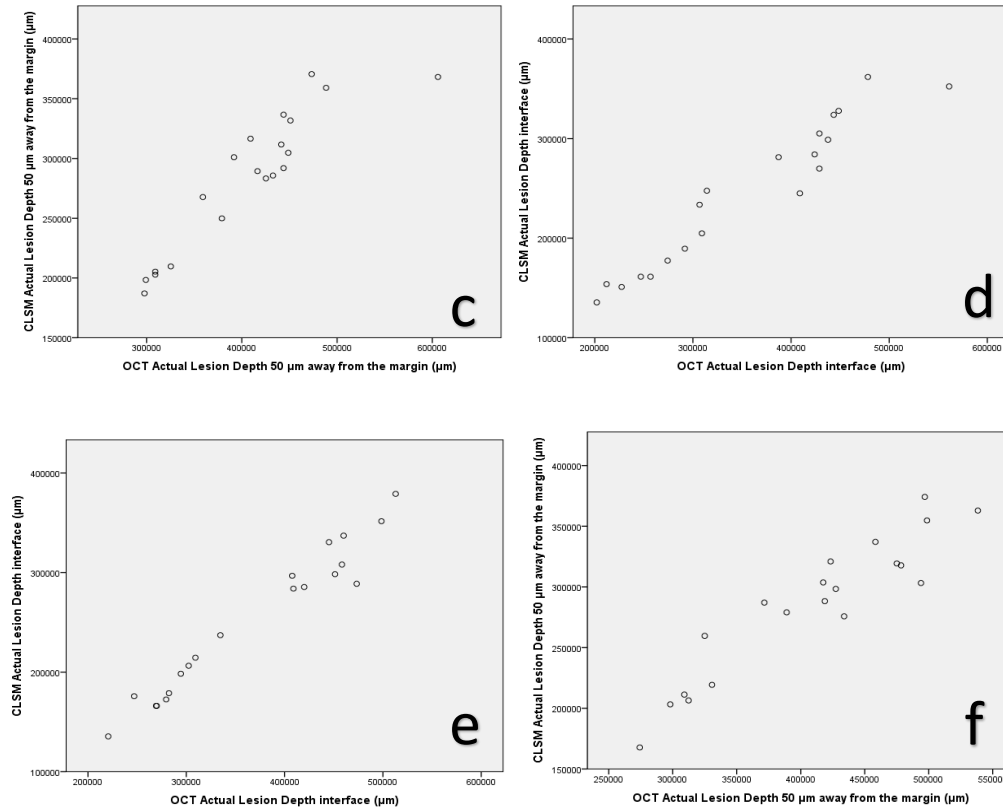 CLSM Actual Lesion Depth 50 µm away from the margin (µm)
400000
350000
300000
250000
200000
150000
300000 400000 500000 600000
OCT Actual Lesion Depth 50 µm away from the margin (µm)
c
CLSM Actual Lesion Depth interface (µm)
400000
300000
200000
100000
200000 300000 400000 500000 600000
OCT Actual Lesion Depth interface (µm)
d
CLSM Actual Lesion Depth interface (µm)
400000
300000
200000
100000
200000 300000 400000 500000 600000
OCT Actual Lesion Depth interface (µm)
e
CLSM Actual Lesion Depth 50 µm away from the margin (µm)
400000
350000
300000
250000
200000
150000
250000 300000 350000 400000 450000 500000 550000
OCT Actual Lesion Depth 50 µm away from the margin (µm)
f